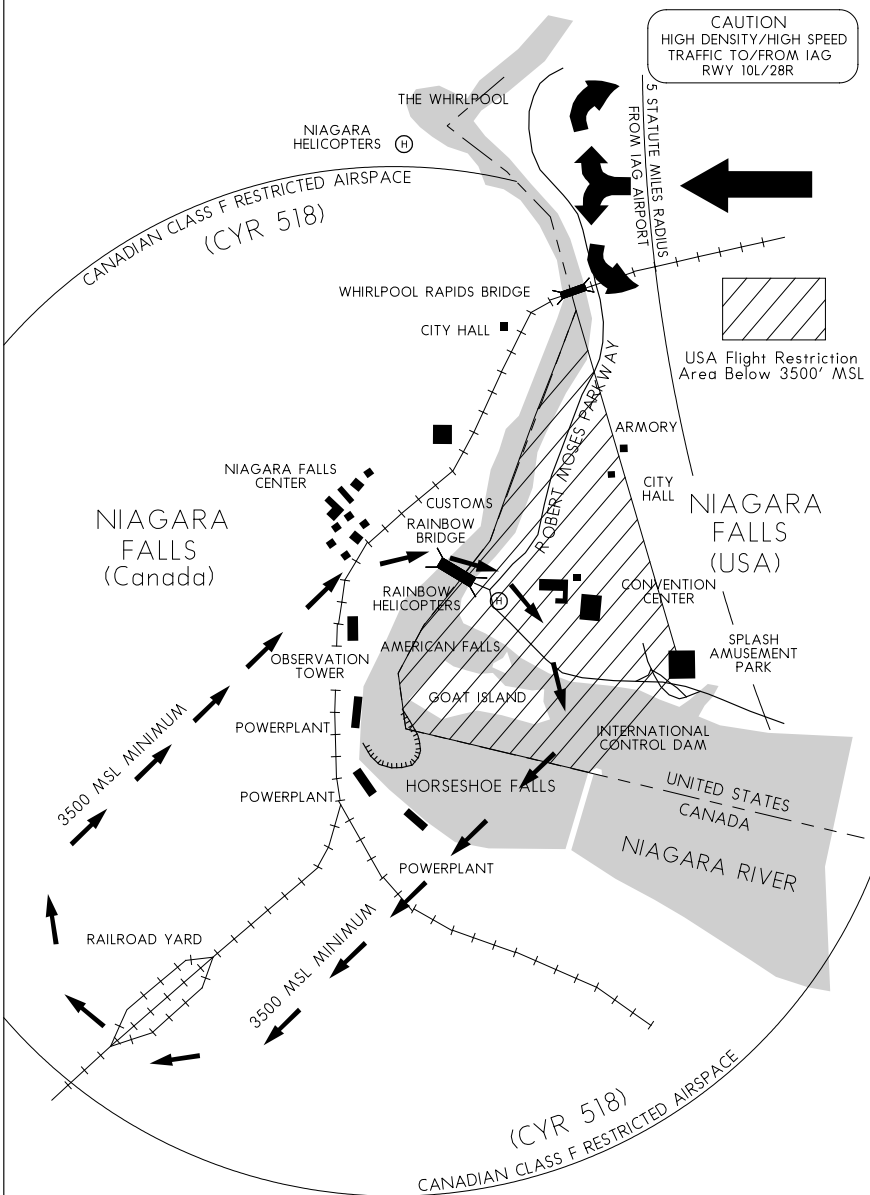 CAUTION
HIGH DENSITY/HIGH SPEED
TRAFFIC TO/FROM IAG
RWY 10L/28R
THE WHIRLPOOL
NIAGARA
HELICOPTERS
H
5 STATUTE MILES RADIUS
FROM IAG AIRPORT
CANADIAN CLASS F RESTRICTED AIRSPACE
(CYR 518)
WHIRLPOOL RAPIDS BRIDGE
CITY HALL
USA Flight Restriction
Area Below 3500' MSL
ROBERT MOSES PARKWAY
ARMORY
CITY
HALL
NIAGARA FALLS
CENTER
NIAGARA
FALLS
(Canada)
CUSTOMS
RAINBOW
BRIDGE
NIAGARA
FALLS
(USA)
RAINBOW
HELICOPTERS
H
CONVENTION
CENTER
AMERICAN FALLS
OBSERVATION
TOWER
SPLASH
AMUSEMENT
PARK
GOAT ISLAND
POWERPLANT
INTERNATIONAL
CONTROL DAM
3500 MSL MINIMUM
HORSESHOE FALLS
POWERPLANT
UNITED STATES
CANADA
NIAGARA RIVER
POWERPLANT
RAILROAD YARD
3500 MSL MINIMUM
(CYR 518)
CANADIAN CLASS F RESTRICTED AIRSPACE